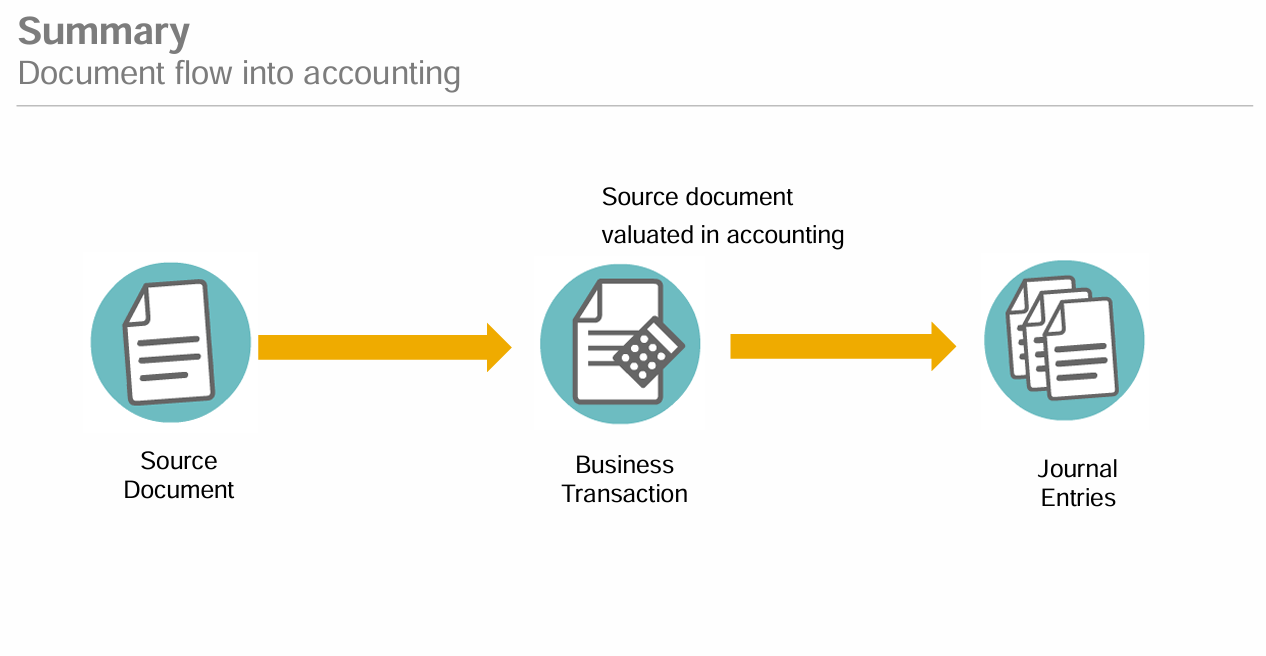 Summary
Document flow into accounting
Source document
valuated in accounting
Source
Document
Business
Transaction
Journal
Entries